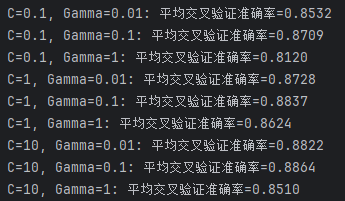 C=0.1, Gamma=0.01: 平均交叉验证准确率=0.8532
C=0.1, Gamma=0.1: 平均交叉验证准确率=0.8709
C=0.1, Gamma=1: 平均交叉验证准确率=0.8120
C=1, Gamma=0.01: 平均交叉验证准确率=0.8728
C=1, Gamma=0.1: 平均交叉验证准确率=0.8837
C=1, Gamma=1: 平均交叉验证准确率=0.8624
C=10, Gamma=0.01: 平均交叉验证准确率=0.8822
C=10, Gamma=0.1: 平均交叉验证准确率=0.8864
C=10, Gamma=1: 平均交叉验证准确率=0.8510